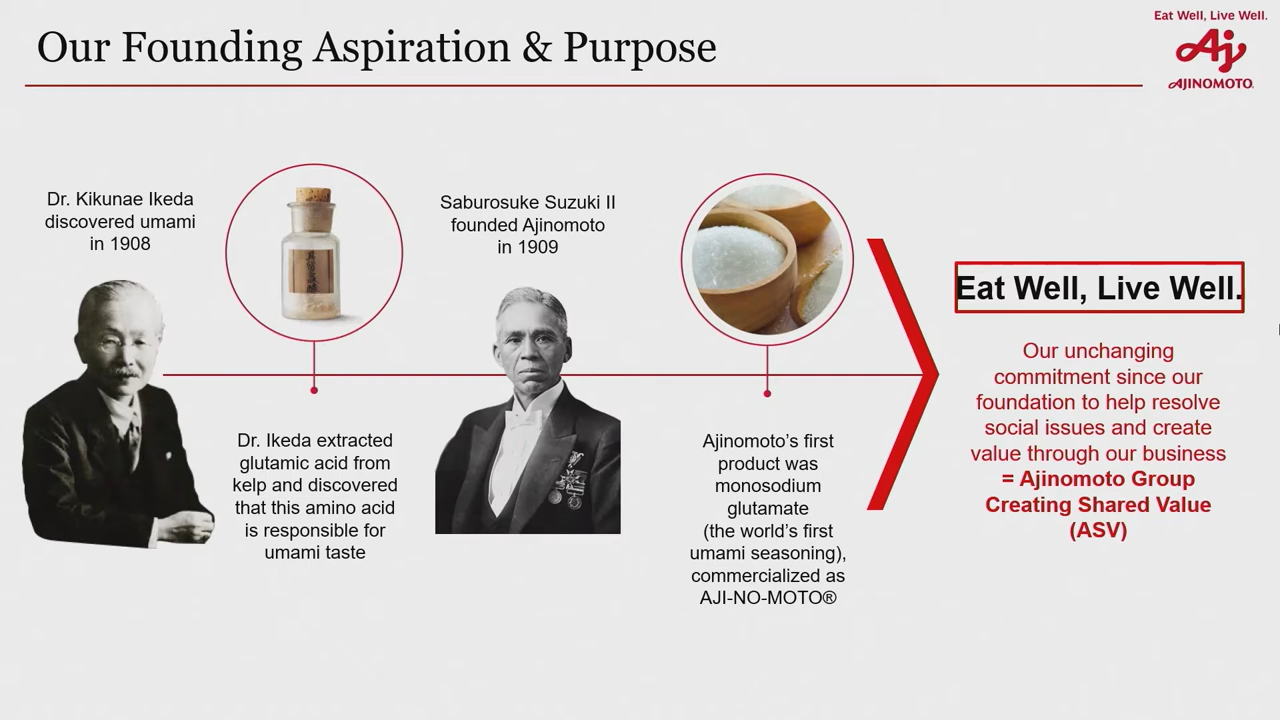 Our Founding Aspiration & Purpose
Eat Well, Live Well.
AJINOMOTO
Dr. Kikunae Ikeda
discovered umami
in 1908
Dr. Ikeda extracted
glutamic acid from
kelp and discovered
that this amino acid
is responsible for
umami taste
Saburosuke Suzuki II
founded Ajinomoto
in 1909
Ajinomoto’s first
product was
monosodium
glutamate
(the world’s first
umami seasoning),
commercialized as
AJI-NO-MOTO®
Eat Well, Live Well.
Our unchanging
commitment since our
foundation to help resolve
social issues and create
value through our business
= Ajinomoto Group
Creating Shared Value
(ASV)